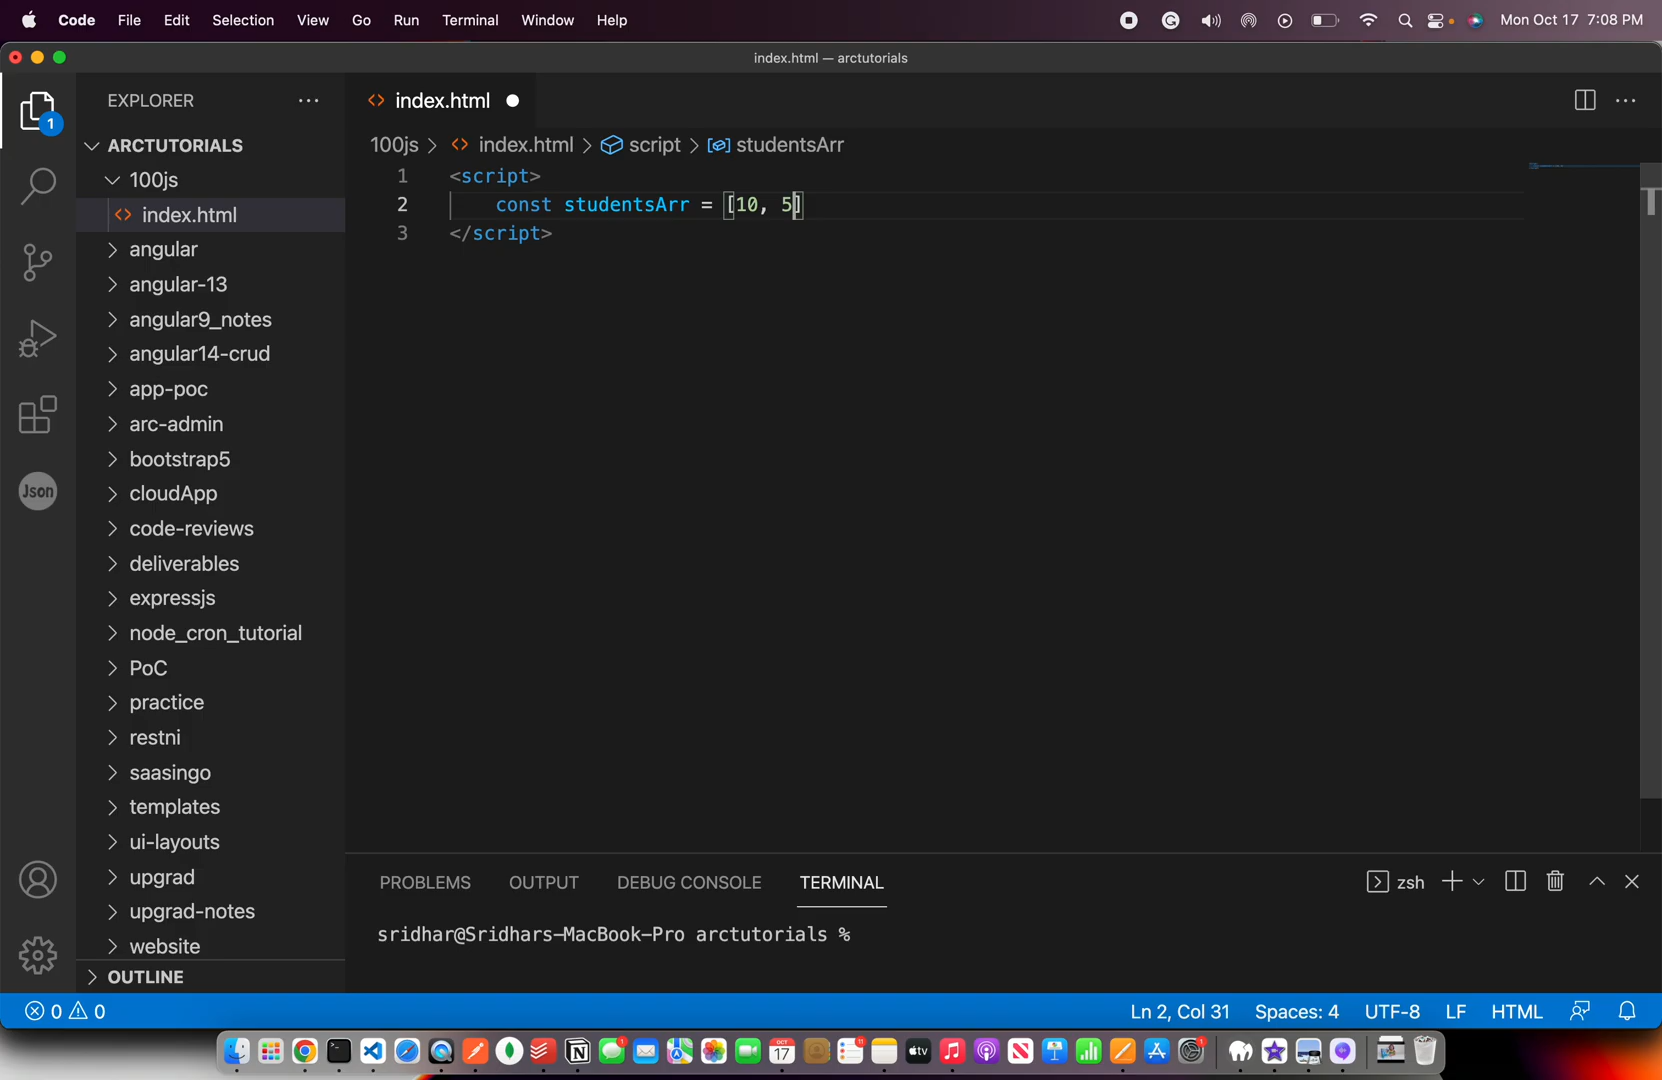 Code File Edit Selection View Go Run Terminal Window Help Mon Oct 17 7:08 PM
index.html — arctutorials
EXPLORER
index.html
ARCTUTORIALS
100js
index.html
angular
angular-13
angular9_notes
angular14-crud
app-poc
arc-admin
bootstrap5
cloudApp
code-reviews
deliverables
expressjs
node_cron_tutorial
PoC
practice
restni
saasingo
templates
ui-layouts
upgrad
upgrad-notes
website
OUTLINE
1
Json
100js > index.html > script > studentsArr
1 <script>
2 const studentsArr = [10, 5]
3 </script>
PROBLEMS OUTPUT DEBUG CONSOLE TERMINAL zsh
sridhar@Sridhars-MacBook-Pro arctutorials %
0 0 Ln 2, Col 31 Spaces: 4 UTF-8 LF HTML